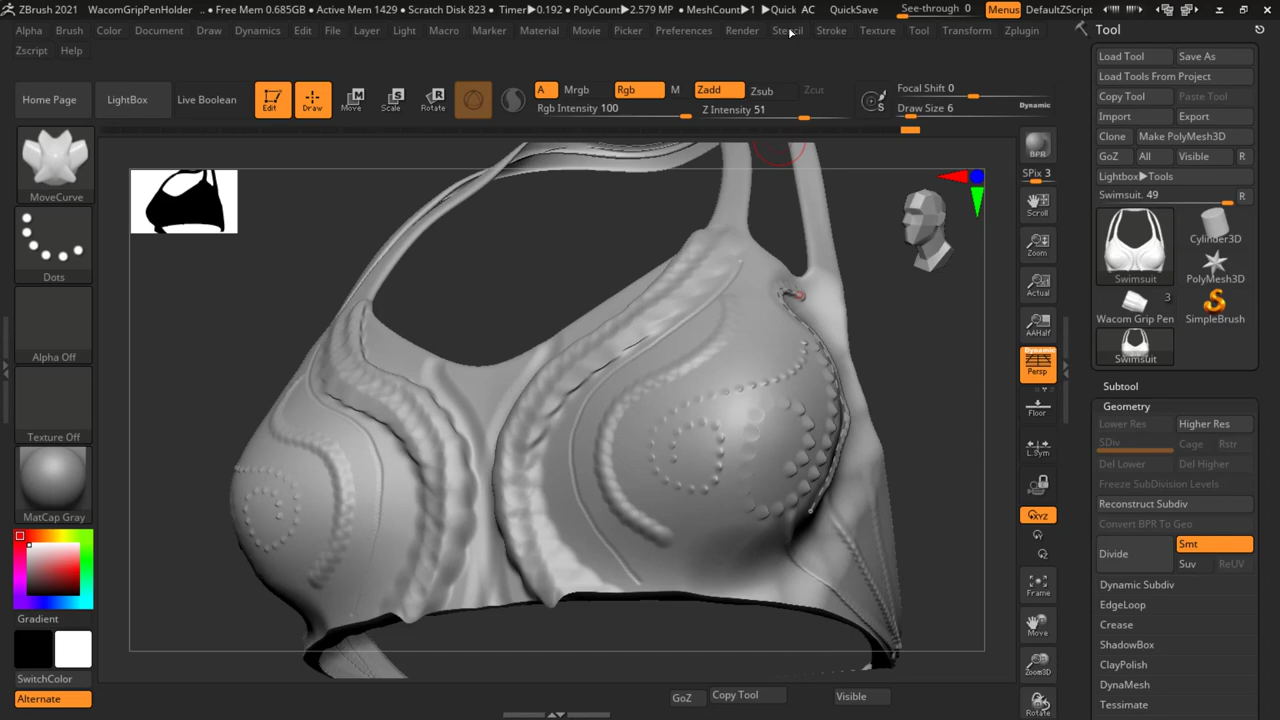 ZBrush 2021 WacomGripPenHolder .. • Free Mem 0.685GB • Active Mem 1429 • Scratch Disk 823 • Timer▶0.192 • PolyCount▶2.579 MP • MeshCount▶1 ▶Quick AC QuickSave See-through 0 Menus DefaultZScript
Alpha Brush Color Document Draw Dynamics Edit File Layer Light Macro Marker Material Movie Picker Preferences Render Stencil Stroke Texture Tool Transform Zplugin
Zscript Help
Home Page LightBox Live Boolean Edit Draw Move Scale Rotate
A Mrgb Rgb M Zadd Zsub Zcut
Rgb Intensity 100 Z Intensity 51
Focal Shift 0
Draw Size 6 Dynamic
S
MoveCurve
Dots
Alpha Off
Texture Off
MatCap Gray
Gradient
SwitchColor
Alternate
BPR
SPix 3
Scroll
Zoom
Actual
AAHalf
Dynamic
Persp
Floor
L.Sym
XYZ
Y
Z
Frame
Move
Zoom3D
Rotate
GoZ Copy Tool Visible
Tool
Load Tool Save As
Load Tools From Project
Copy Tool Paste Tool
Import Export
Clone Make PolyMesh3D
GoZ All Visible R
Lightbox▶Tools
Swimsuit. 49 R
Swimsuit Cylinder3D
PolyMesh3D
3
Wacom Grip Pen SimpleBrush
Swimsuit
Subtool
Geometry
Lower Res Higher Res
SDiv Cage Rstr
Del Lower Del Higher
Freeze SubDivision Levels
Reconstruct Subdiv
Convert BPR To Geo
Divide Smt
Suv ReUV
Dynamic Subdiv
EdgeLoop
Crease
ShadowBox
ClayPolish
DynaMesh
Tessimate